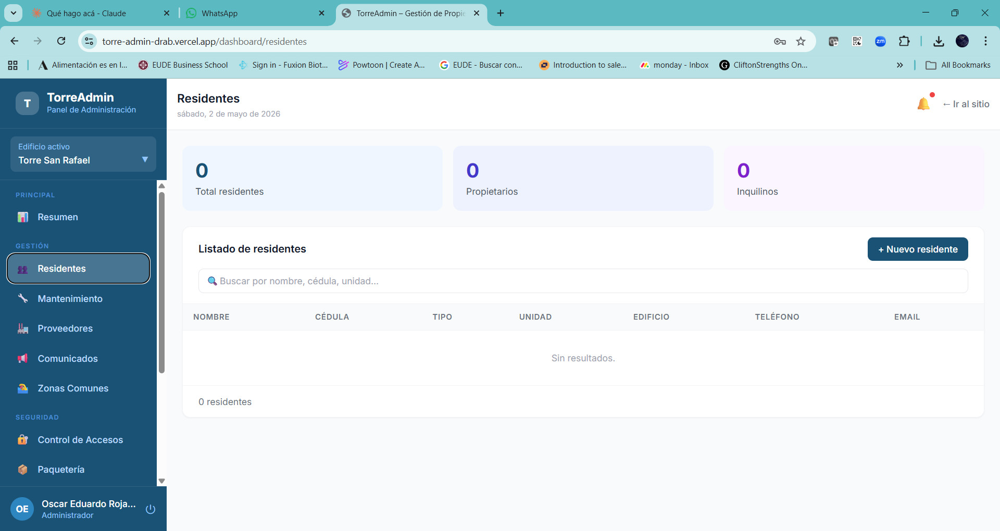 Qué hago acá - Claude
WhatsApp
TorreAdmin – Gestión de Propie
torre-admin-drab.vercel.app/dashboard/residentes
zm
Alimentación es en l...
EUDE Business School
Sign in - Fuxion Biot...
Powtoon | Create A...
EUDE - Buscar con...
Introduction to sale...
monday - Inbox
CliftonStrengths On...
All Bookmarks
T
TorreAdmin
Panel de Administración
Edificio activo
Torre San Rafael
PRINCIPAL
Resumen
GESTIÓN
Residentes
Mantenimiento
Proveedores
Comunicados
Zonas Comunes
SEGURIDAD
Control de Accesos
Paquetería
OE
Oscar Eduardo Roja...
Administrador
Residentes
sábado, 2 de mayo de 2026
← Ir al sitio
0
Total residentes
0
Propietarios
0
Inquilinos
Listado de residentes
+ Nuevo residente
Buscar por nombre, cédula, unidad...
NOMBRE CÉDULA TIPO UNIDAD EDIFICIO TELÉFONO EMAIL
Sin resultados.
0 residentes